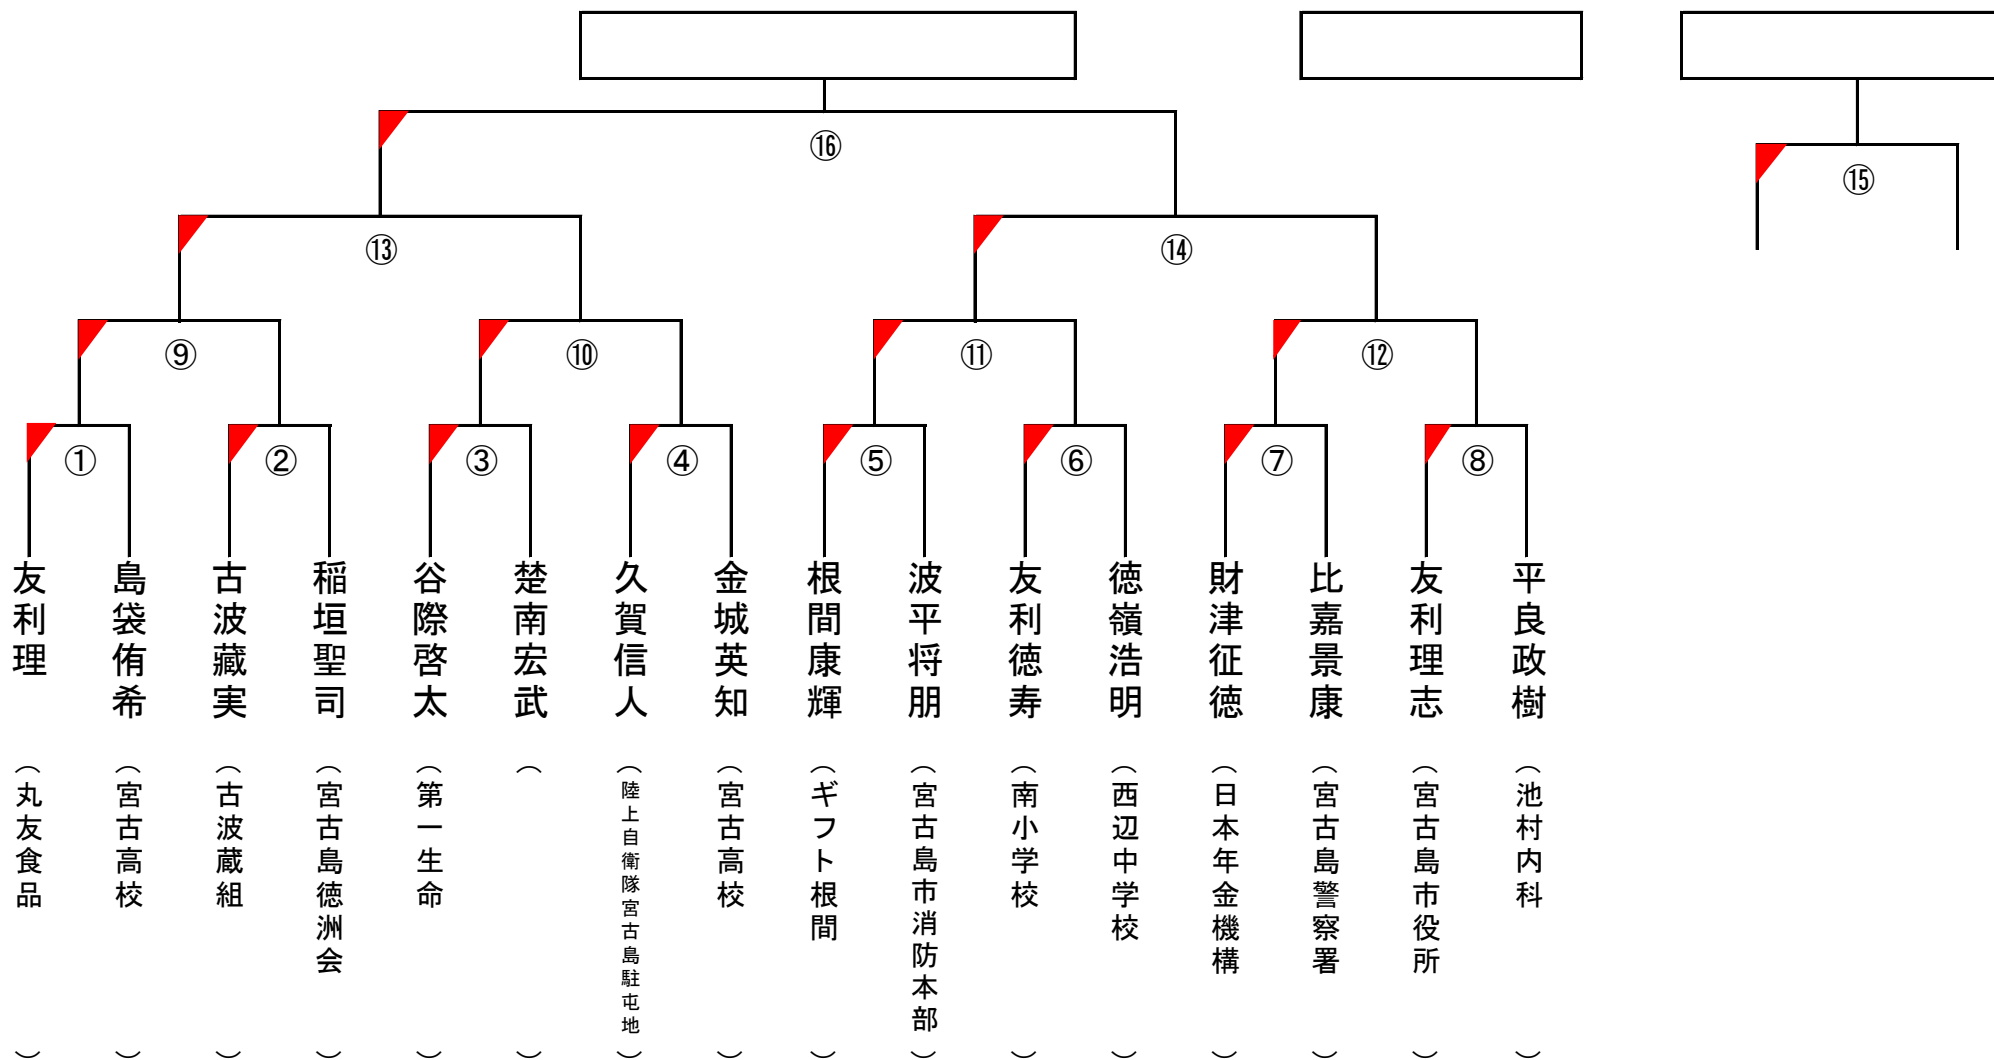 ⑯
⑮
⑬
⑭
⑨
⑩
⑪
⑫
①
②
③
④
⑤
⑥
⑦
⑧
友利理
（丸友食品）
島袋侑希
（宮古高校）
古波藏実
（古波蔵組）
稲垣聖司
（宮古島徳洲会）
谷際啓太
（第一生命）
楚南宏武
（）
久賀信人
（陸上自衛隊宮古島駐屯地）
金城英知
（宮古高校）
根間康輝
（ギフト根間）
波平将朋
（宮古島市消防本部）
友利徳寿
（南小学校）
徳嶺浩明
（西辺中学校）
財津征徳
（日本年金機構）
比嘉景康
（宮古島警察署）
友利理志
（宮古島市役所）
平良政樹
（池村内科）